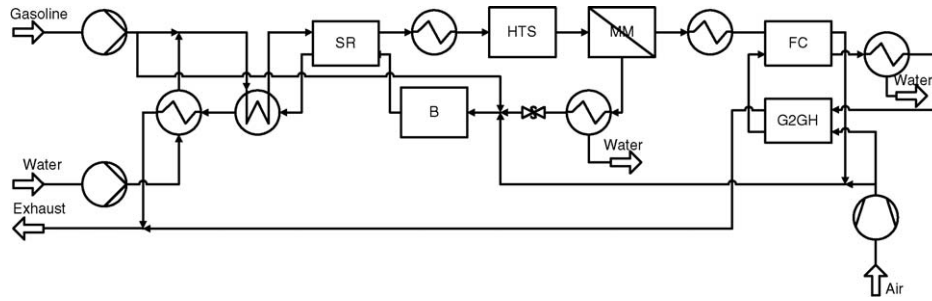 Gasoline
SR
HTS
MM
FC
Water
B
G2GH
Water
Water
Exhaust
Air